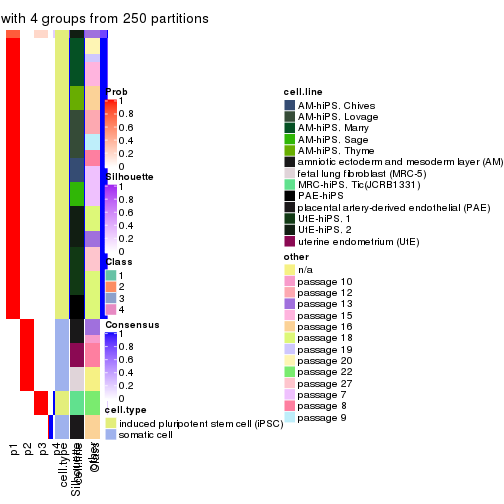 with 4 groups from 250 partitions
Prob
1
0.8
0.6
0.4
0.2
0
Silhouette
1
0.8
0.6
0.4
0.2
0
Class
1
2
3
4
Consensus
1
0.8
0.6
0.4
0.2
0
cell.type
induced pluripotent stem cell (iPSC)
somatic cell
cell.line
AM-hiPS. Chives
AM-hiPS. Lovage
AM-hiPS. Marry
AM-hiPS. Sage
AM-hiPS. Thyme
amniotic ectoderm and mesoderm layer (AM)
fetal lung fibroblast (MRC-5)
MRC-hiPS. Tic(JCRB1331)
PAE-hiPS
placental artery-derived endothelial (PAE)
UtE-hiPS. 1
UtE-hiPS. 2
uterine endometrium (UtE)
other
n/a
passage 10
passage 12
passage 13
passage 15
passage 16
passage 18
passage 19
passage 20
passage 22
passage 27
passage 7
passage 8
passage 9
p1
p2
p3
p4
cell.type
Silhouette
cell.line
other
Class